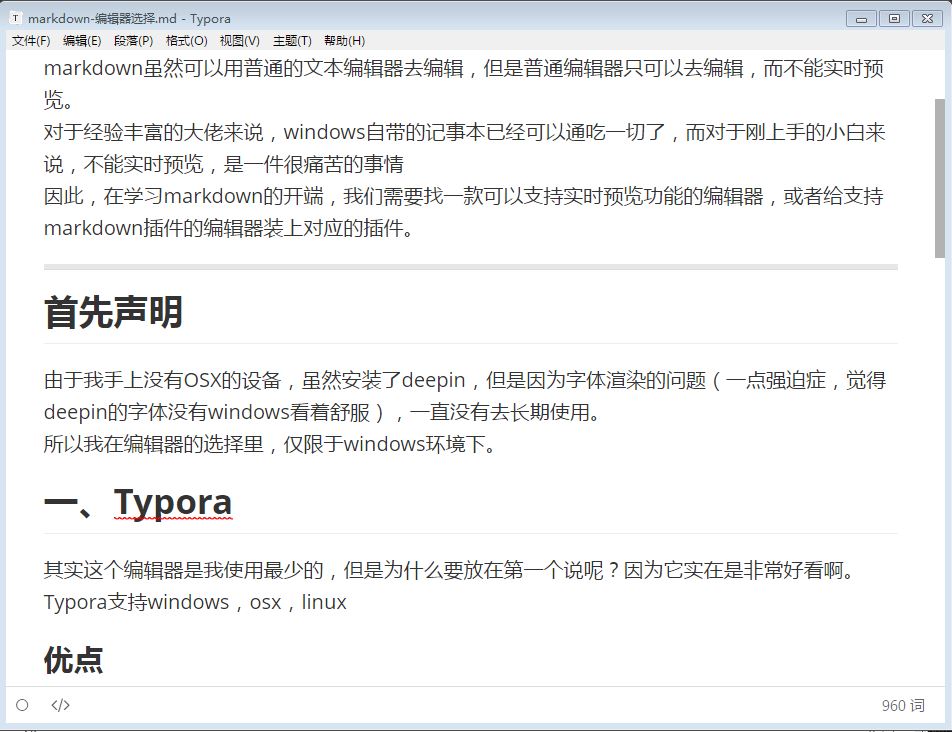 T markdown-编辑器选择.md - Typora
文件(F) 编辑(E) 段落(P) 格式(O) 视图(V) 主题(T) 帮助(H)
markdown虽然可以用普通的文本编辑器去编辑，但是普通编辑器只可以去编辑，而不能实时预
览。
对于经验丰富的大佬来说，windows自带的记事本已经可以通吃一切了，而对于刚上手的小白来
说，不能实时预览，是一件很痛苦的事情
因此，在学习markdown的开端，我们需要找一款可以支持实时预览功能的编辑器，或者给支持
markdown插件的编辑器装上对应的插件。
首先声明
由于我手上没有OSX的设备，虽然安装了deepin，但是因为字体渲染的问题（一点强迫症，觉得
deepin的字体没有windows看着舒服），一直没有去长期使用。
所以我在编辑器的选择里，仅限于windows环境下。
一、Typora
其实这个编辑器是我使用最少的，但是为什么要放在第一个说呢？因为它实在是非常好看啊。
Typora支持windows，osx，linux
优点
</> 960 词